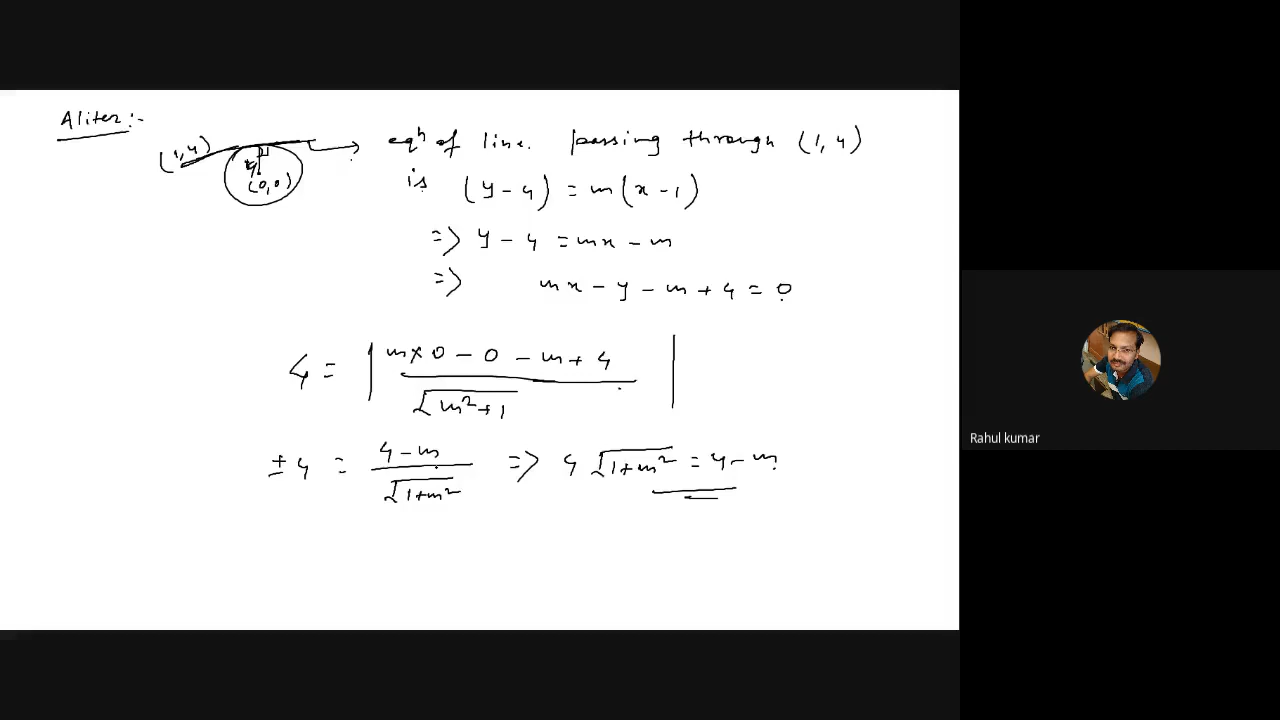 Aliter:-
(1, 4)
4
(0, 0)
eqn of line passing through (1, 4)
is (y - 4) = m(x - 1)
=> y - 4 = mx - m
=> mx - y - m + 4 = 0
4 = | m×0 - 0 - m + 4 / √m²+1 |
± 4 = 4 - m / √1+m² => 4 √1+m² = 4 - m
Rahul kumar